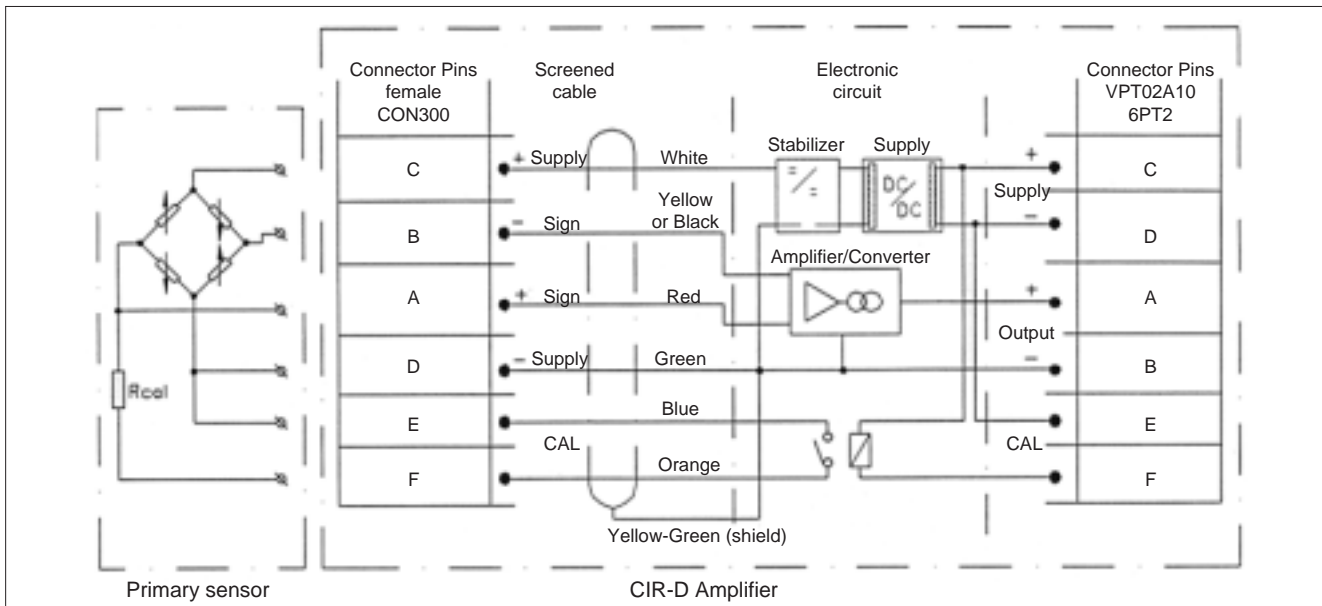 Connector Pins
female
CON300
Screened
cable
Electronic
circuit
Connector Pins
VPT02A10
6PT2
Stabilizer
Supply
C
+ Supply
White
=
=
DC
DC
+
C
Supply
Yellow
or Black
B
- Sign
-
D
Amplifier/Converter
A
+ Sign
Red
+
A
Output
D
- Supply
Green
-
B
Rcal
E
Blue
E
CAL
CAL
F
Orange
F
Yellow-Green (shield)
Primary sensor
CIR-D Amplifier